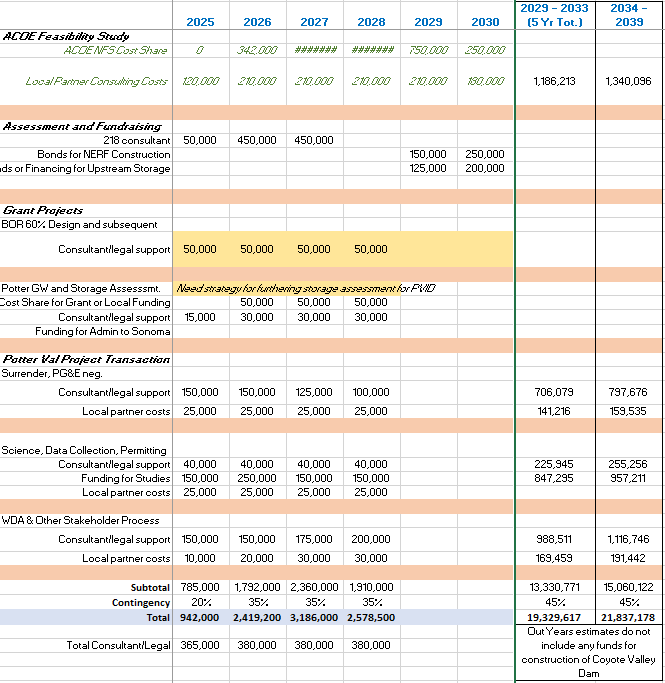 2029 - 2033 2034 -
2025 2026 2027 2028 2029 2030 (5 Yr Tot.) 2039
ACOE Feasibility Study
ACOE NFS Cost Share 0 342,000 ####### ####### 750,000 250,000
Local Partner Consulting Costs 120,000 210,000 210,000 210,000 210,000 180,000 1,186,213 1,340,096
Assessment and Fundraising
218 consultant 50,000 450,000 450,000
Bonds for NERF Construction 150,000 250,000
ds or Financing for Upstream Storage 125,000 200,000
Grant Projects
BOR 60% Design and subsequent
Consultant/legal support 50,000 50,000 50,000 50,000
Potter GW and Storage Assesssmt. Need strategy for furthering storage assessment for PVID
Cost Share for Grant or Local Funding 50,000 50,000 50,000
Consultant/legal support 15,000 30,000 30,000 30,000
Funding for Admin to Sonoma
Potter Val Project Transaction
Surrender, PG&E neg.
Consultant/legal support 150,000 150,000 125,000 100,000 706,079 797,676
Local partner costs 25,000 25,000 25,000 25,000 141,216 159,535
Science, Data Collection, Permitting
Consultant/legal support 40,000 40,000 40,000 40,000 225,945 255,256
Funding for Studies 150,000 250,000 150,000 150,000 847,295 957,211
Local partner costs 25,000 25,000 25,000 25,000
WDA & Other Stakeholder Process
Consultant/legal support 150,000 150,000 175,000 200,000 988,511 1,116,746
Local partner costs 10,000 20,000 30,000 30,000 169,459 191,442
Subtotal 785,000 1,792,000 2,360,000 1,910,000 13,330,771 15,060,122
Contingency 20% 35% 35% 35% 45% 45%
Total 942,000 2,419,200 3,186,000 2,578,500 19,329,617 21,837,178
Out Years estimates do not
Total Consultant/Legal 365,000 380,000 380,000 380,000 include any funds for
construction of Coyote Valley
Dam